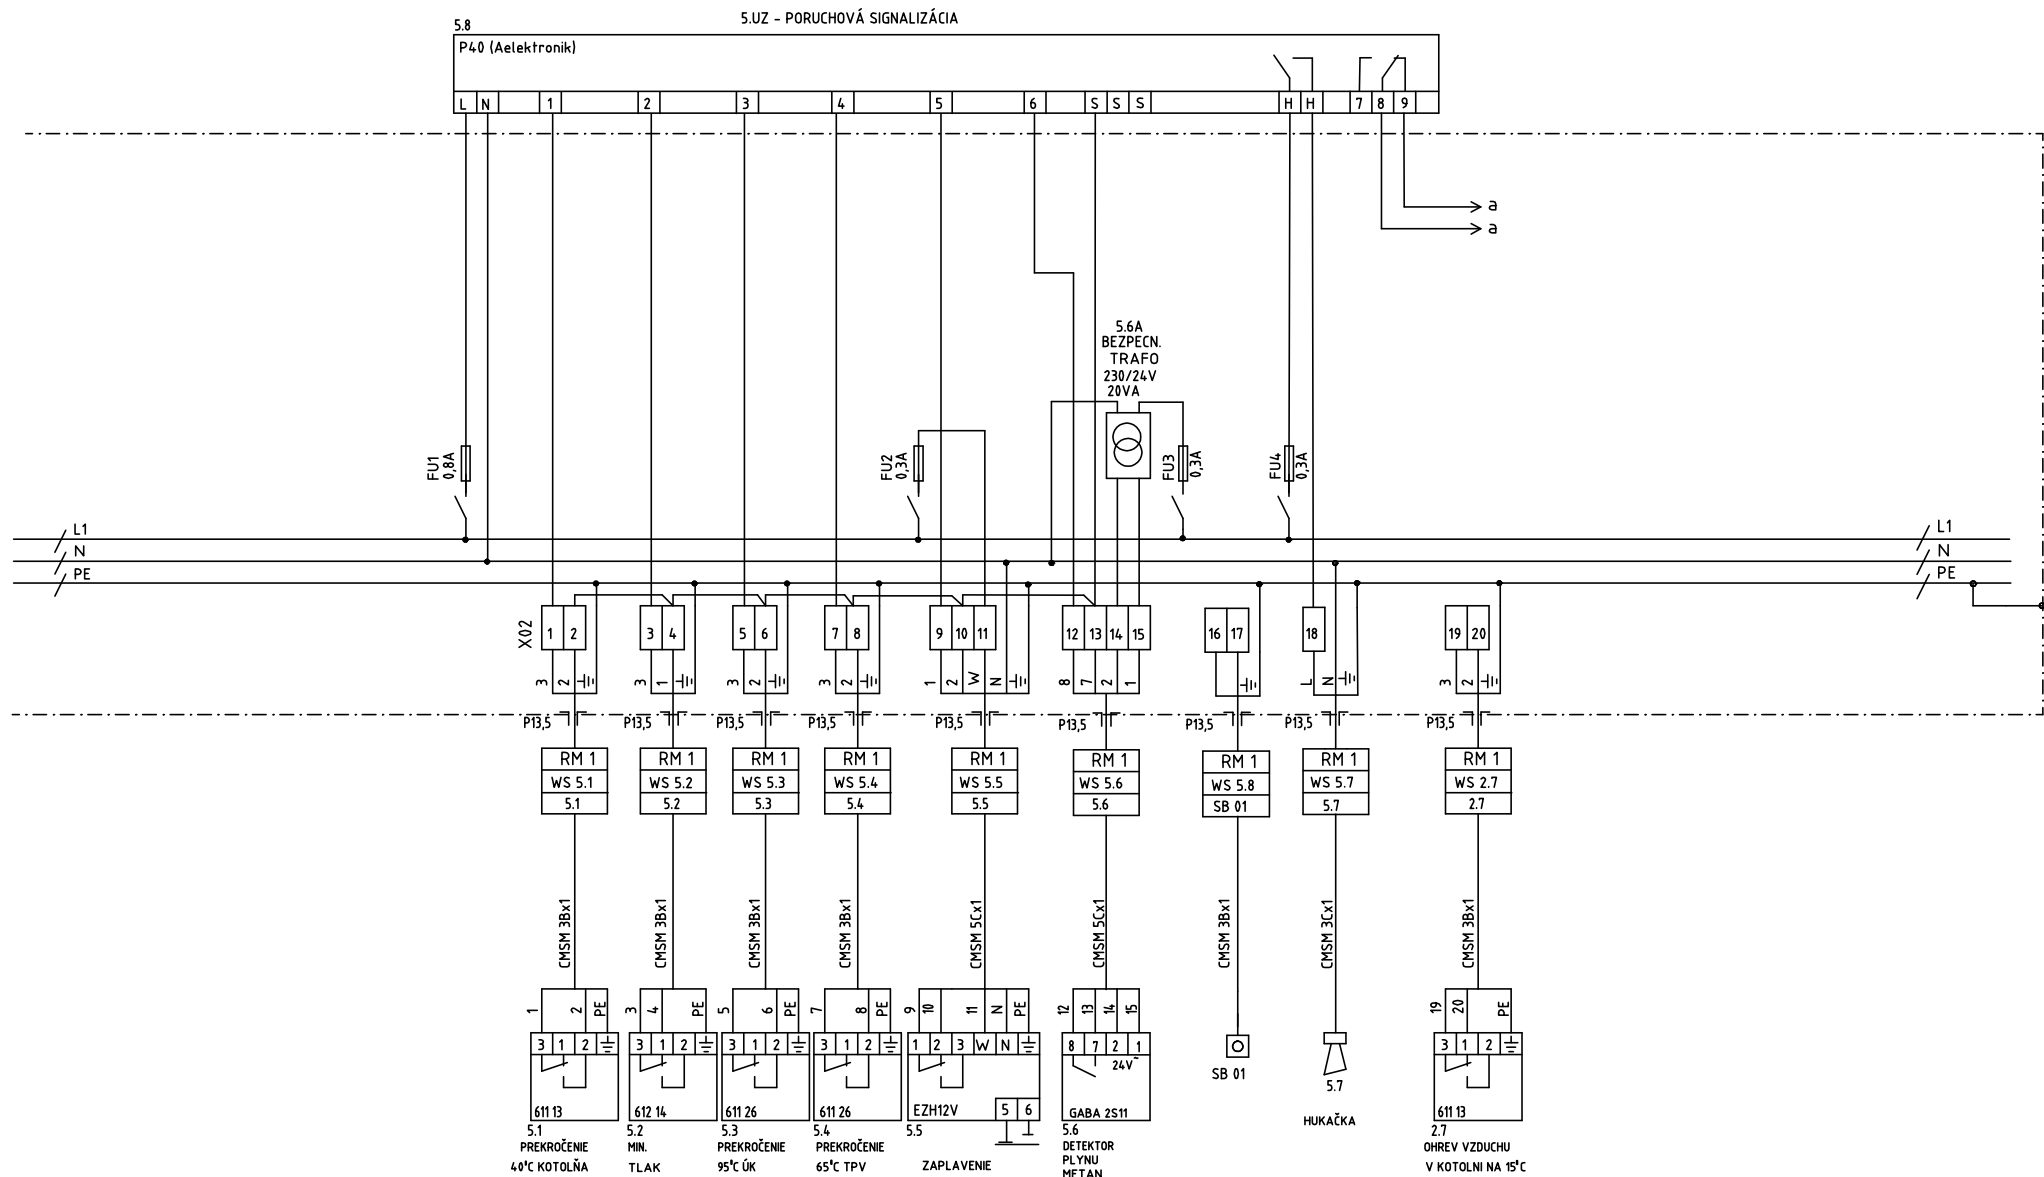 5.UZ - PORUCHOVÁ SIGNALIZÁCIA
5.8
P40 (Aelektronik)
L N 1 2 3 4 5 6 S S S H H 7 8 9
a
a
5.6A
BEZPECN.
TRAFO
230/24V
20VA
FU1
0,8A
FU2
0,3A
FU3
0,3A
FU4
0,3A
L1
N
PE
L1
N
PE
X02
1 2 3 4 5 6 7 8 9 10 11 12 13 14 15 16 17 18 19 20
3 2 3 1 3 2 3 2 1 2 W N 8 7 2 1 L N 3 2
P13,5 P13,5 P13,5 P13,5 P13,5 P13,5 P13,5 P13,5 P13,5
RM 1 RM 1 RM 1 RM 1 RM 1 RM 1 RM 1 RM 1 RM 1
WS 5.1 WS 5.2 WS 5.3 WS 5.4 WS 5.5 WS 5.6 WS 5.8 WS 5.7 WS 2.7
5.1 5.2 5.3 5.4 5.5 5.6 SB 01 5.7 2.7
CMSM 3Bx1 CMSM 3Bx1 CMSM 3Bx1 CMSM 3Bx1 CMSM 5Cx1 CMSM 5Cx1 CMSM 3Bx1 CMSM 3Cx1 CMSM 3Bx1
1 2 PE 3 4 PE 5 6 PE 7 8 PE 9 10 11 N PE 12 13 14 15 19 20 PE
3 1 2 3 1 2 3 1 2 3 1 2 1 2 3 W N 8 7 2 1 3 1 2
24V~
SB 01
5.7
HUKAČKA
611 13
5.1
PREKROČENIE
40°C KOTOLŇA
612 14
5.2
MIN.
TLAK
611 26
5.3
PREKROČENIE
95°C ÚK
611 26
5.4
PREKROČENIE
65°C TPV
EZH12V
5 6
5.5
ZAPLAVENIE
GABA 2S11
5.6
DETEKTOR
PLYNU
METAN
611 13
2.7
OHREV VZDUCHU
V KOTOLNI NA 15°C